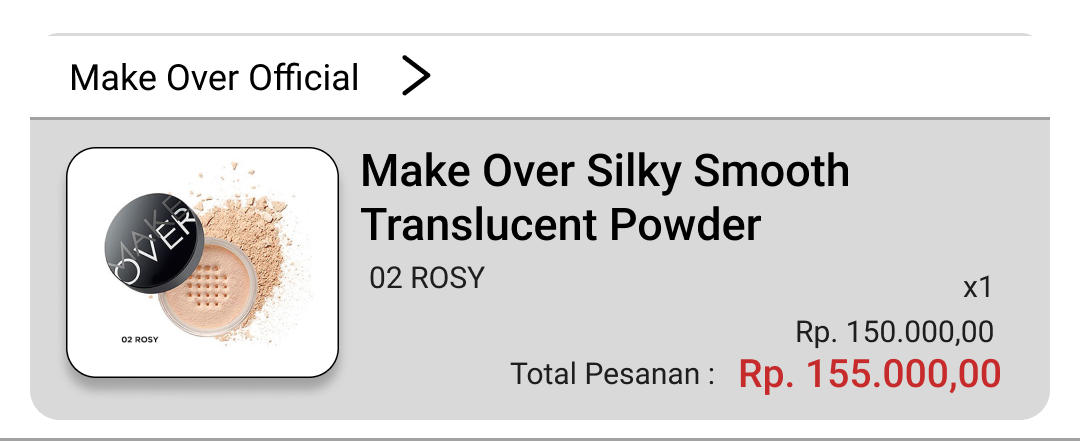 Make Over Official
Make Over Silky Smooth
Translucent Powder
02 ROSY
MAKE
OVER
02 ROSY
x1
Rp. 150.000,00
Total Pesanan : Rp. 155.000,00